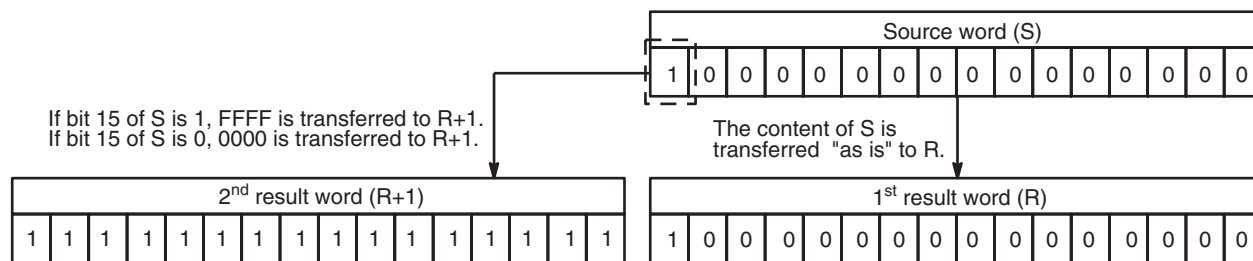 Source word (S)
1 0 0 0 0 0 0 0 0 0 0 0 0 0 0 0
If bit 15 of S is 1, FFFF is transferred to R+1.
If bit 15 of S is 0, 0000 is transferred to R+1.
The content of S is
transferred "as is" to R.
2nd result word (R+1)
1st result word (R)
1 1 1 1 1 1 1 1 1 1 1 1 1 1 1 1
1 0 0 0 0 0 0 0 0 0 0 0 0 0 0 0